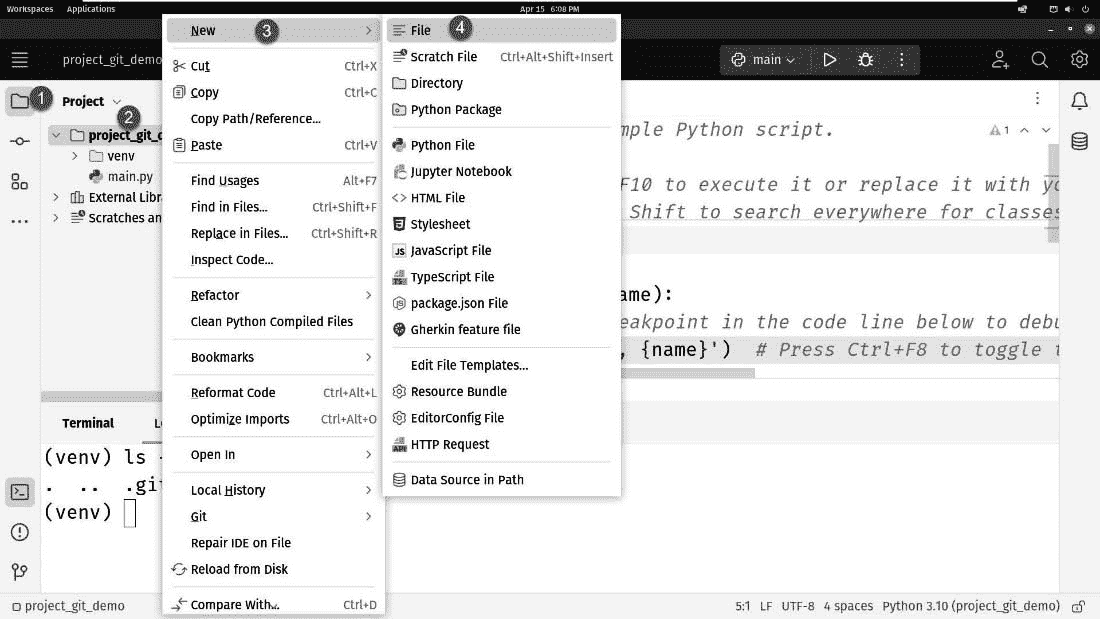 Workspaces Applications Apr 15 6:08 PM
project_git_demo main
1 Project
2
project_git_d
venv
main.py
External Libr
Scratches an
New 3
Cut Ctrl+X
Copy Ctrl+C
Copy Path/Reference...
Paste Ctrl+V
Find Usages Alt+F7
Find in Files... Ctrl+Shift+F
Replace in Files... Ctrl+Shift+R
Inspect Code...
Refactor
Clean Python Compiled Files
Bookmarks
Reformat Code Ctrl+Alt+L
Optimize Imports Ctrl+Alt+O
Open In
Local History
Git
Repair IDE on File
Reload from Disk
Compare With... Ctrl+D
File 4
Scratch File Ctrl+Alt+Shift+Insert
Directory
Python Package
Python File
Jupyter Notebook
HTML File
Stylesheet
JavaScript File
TypeScript File
package.json File
Gherkin feature file
Edit File Templates...
Resource Bundle
EditorConfig File
HTTP Request
Data Source in Path
mple Python script. 1
F10 to execute it or replace it with yo
Shift to search everywhere for classes
ame):
eakpoint in the code line below to debu
, {name}') # Press Ctrl+F8 to toggle t
Terminal L
(venv) ls -
. .. .gi
(venv)
project_git_demo 5:1 LF UTF-8 4 spaces Python 3.10 (project_git_demo)